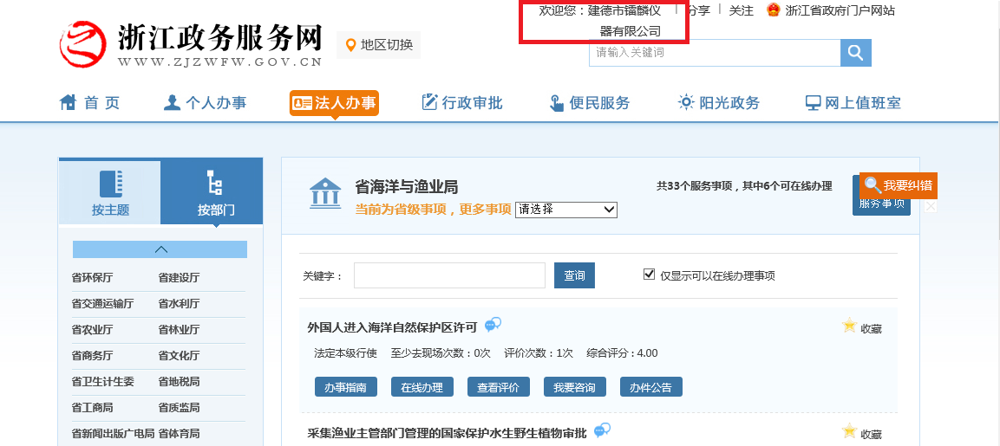 欢迎您：建德市镭麟仪器有限公司
分享 | 关注 浙江省政府门户网站
浙江政务服务网
WWW.ZJZWFW.GOV.CN
地区切换
请输入关键词
首 页 个人办事 法人办事 行政审批 便民服务 阳光政务 网上值班室
按主题 按部门
省海洋与渔业局
当前为省级事项，更多事项 请选择
共33个服务事项，其中6个可在线办理
我要纠错
服务事项
省环保厅 省建设厅
省交通运输厅 省水利厅
省农业厅 省林业厅
省商务厅 省文化厅
省卫生计生委 省地税局
省工商局 省质监局
省新闻出版广电局 省体育局
关键字： 查询 仅显示可以在线办理事项
外国人进入海洋自然保护区许可 收藏
法定本级行使 至少去现场次数：0次 评价次数：1次 综合评分：4.00
办事指南 在线办理 查看评价 我要咨询 办件公告
采集渔业主管部门管理的国家保护水生野生植物审批 收藏